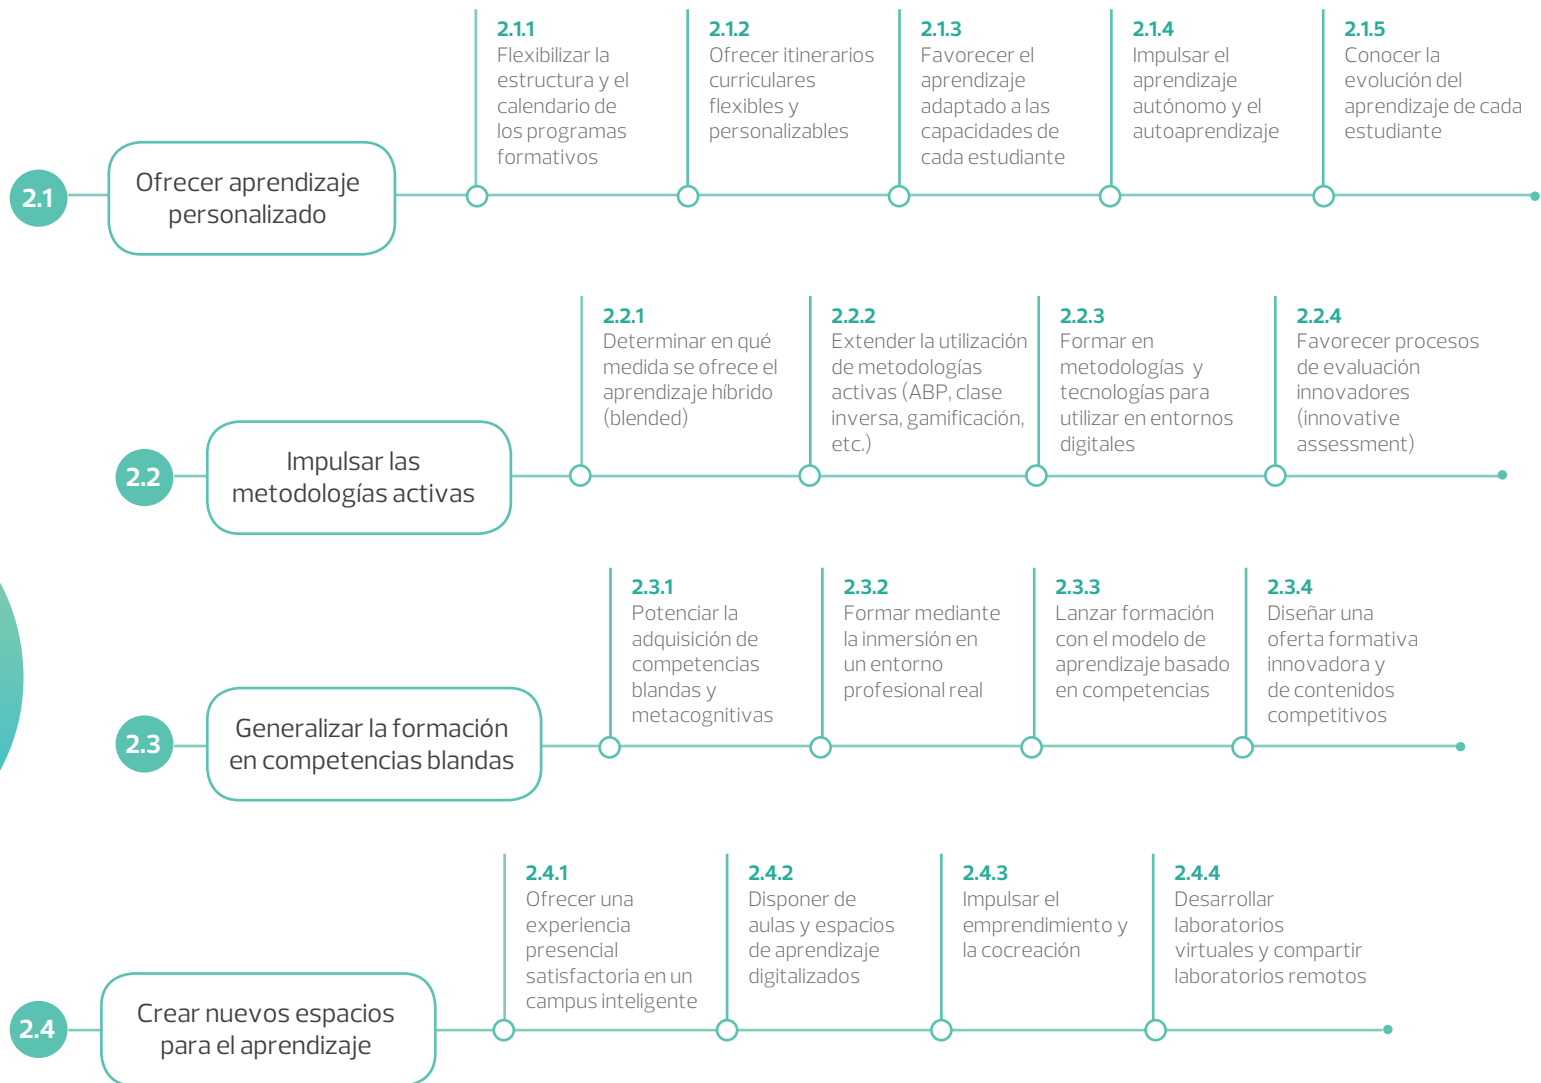 2.1
Ofrecer aprendizaje
personalizado
2.1.1
Flexibilizar la
estructura y el
calendario de
los programas
formativos
2.1.2
Ofrecer itinerarios
curriculares
flexibles y
personalizables
2.1.3
Favorecer el
aprendizaje
adaptado a las
capacidades de
cada estudiante
2.1.4
Impulsar el
aprendizaje
autónomo y el
autoaprendizaje
2.1.5
Conocer la
evolución del
aprendizaje de cada
estudiante
2.2
Impulsar las
metodologías activas
2.2.1
Determinar en qué
medida se ofrece el
aprendizaje híbrido
(blended)
2.2.2
Extender la utilización
de metodologías
activas (ABP, clase
inversa, gamificación,
etc.)
2.2.3
Formar en
metodologías y
tecnologías para
utilizar en entornos
digitales
2.2.4
Favorecer procesos
de evaluación
innovadores
(innovative
assessment)
2.3
Generalizar la formación
en competencias blandas
2.3.1
Potenciar la
adquisición de
competencias
blandas y
metacognitivas
2.3.2
Formar mediante
la inmersión en
un entorno
profesional real
2.3.3
Lanzar formación
con el modelo de
aprendizaje basado
en competencias
2.3.4
Diseñar una
oferta formativa
innovadora y
de contenidos
competitivos
2.4
Crear nuevos espacios
para el aprendizaje
2.4.1
Ofrecer una
experiencia
presencial
satisfactoria en un
campus inteligente
2.4.2
Disponer de
aulas y espacios
de aprendizaje
digitalizados
2.4.3
Impulsar el
emprendimiento y
la cocreación
2.4.4
Desarrollar
laboratorios
virtuales y compartir
laboratorios remotos